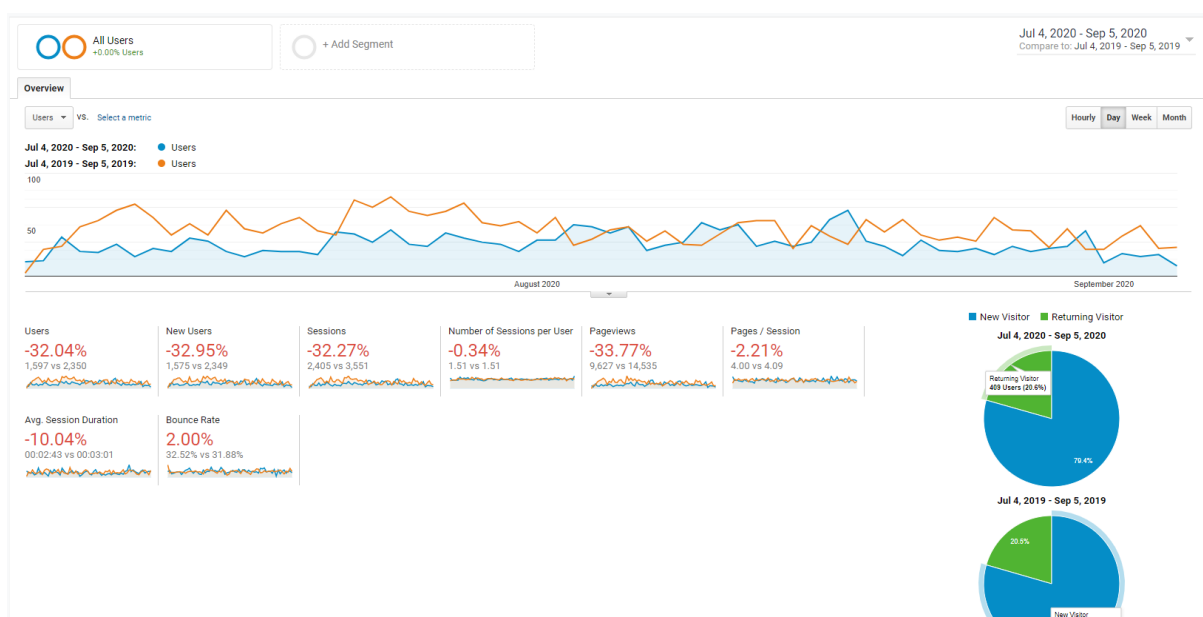 All Users
+0.00% Users
+ Add Segment
Jul 4, 2020 - Sep 5, 2020
Compare to: Jul 4, 2019 - Sep 5, 2019
Overview
Users VS. Select a metric
Hourly Day Week Month
Jul 4, 2020 - Sep 5, 2020: Users
Jul 4, 2019 - Sep 5, 2019: Users
100
50
August 2020
September 2020
Users
-32.04%
1,597 vs 2,350
New Users
-32.95%
1,575 vs 2,349
Sessions
-32.27%
2,405 vs 3,551
Number of Sessions per User
-0.34%
1.51 vs 1.51
Pageviews
-33.77%
9,627 vs 14,535
Pages / Session
-2.21%
4.00 vs 4.09
Avg. Session Duration
-10.04%
00:02:43 vs 00:03:01
Bounce Rate
2.00%
32.52% vs 31.88%
New Visitor Returning Visitor
Jul 4, 2020 - Sep 5, 2020
Returning Visitor
409 Users (20.6%)
79.4%
Jul 4, 2019 - Sep 5, 2019
20.5%
New Visitor